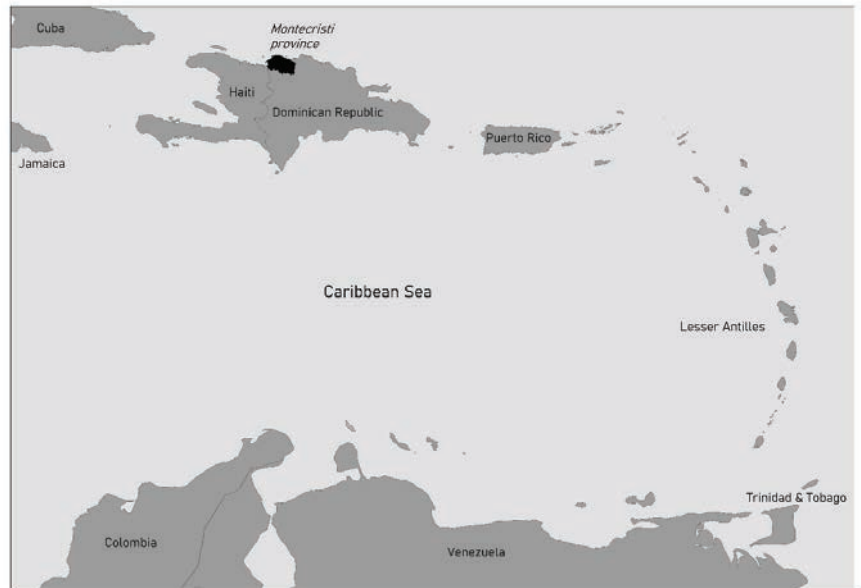 Cuba
Montecristi
province
Haiti
Dominican Republic
Puerto Rico
Jamaica
Caribbean Sea
Lesser Antilles
Trinidad & Tobago
Colombia
Venezuela